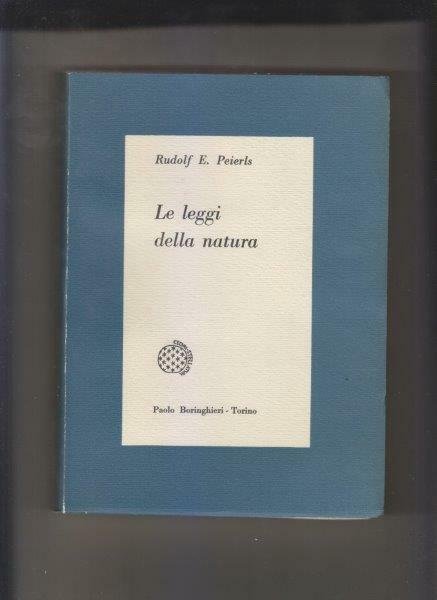 Rudolf E. Peierls
Le leggi
della natura
Paolo Boringhieri - Torino